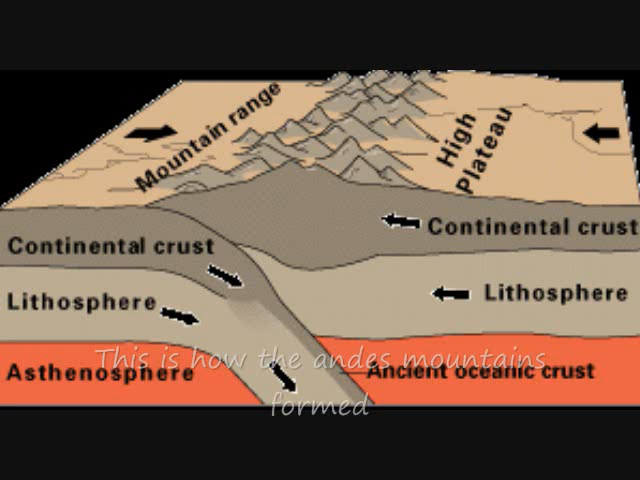 Mountain range
High
Plateau
Continental crust
Continental crust
Lithosphere
Lithosphere
Asthenosphere
Ancient oceanic crust
This is how the andes mountains
formed